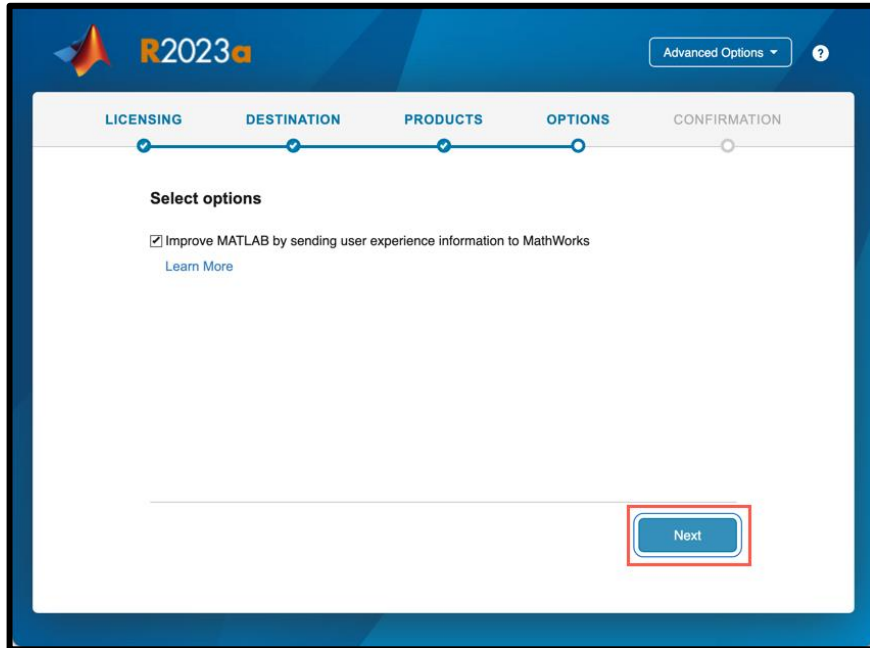 R2023a
Advanced Options
?
LICENSING DESTINATION PRODUCTS OPTIONS CONFIRMATION
Select options
Improve MATLAB by sending user experience information to MathWorks
Learn More
Next